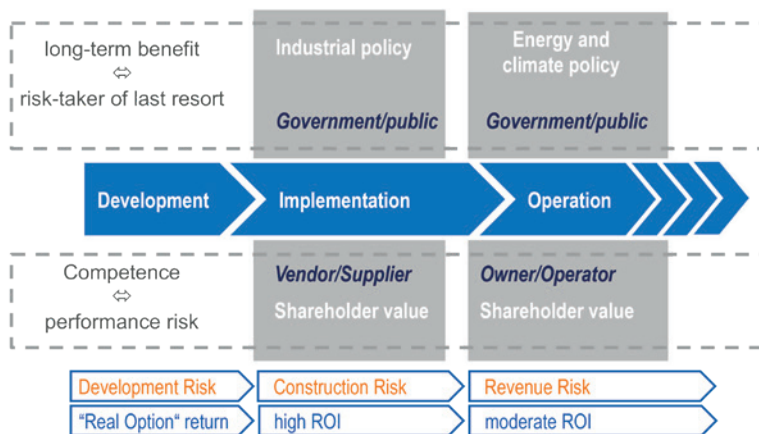 long-term benefit
⇔
risk-taker of last resort
Industrial policy
Government/public
Energy and
climate policy
Government/public
Development
Implementation
Operation
Competence
⇔
performance risk
Vendor/Supplier
Shareholder value
Owner/Operator
Shareholder value
Development Risk
Construction Risk
Revenue Risk
"Real Option" return
high ROI
moderate ROI